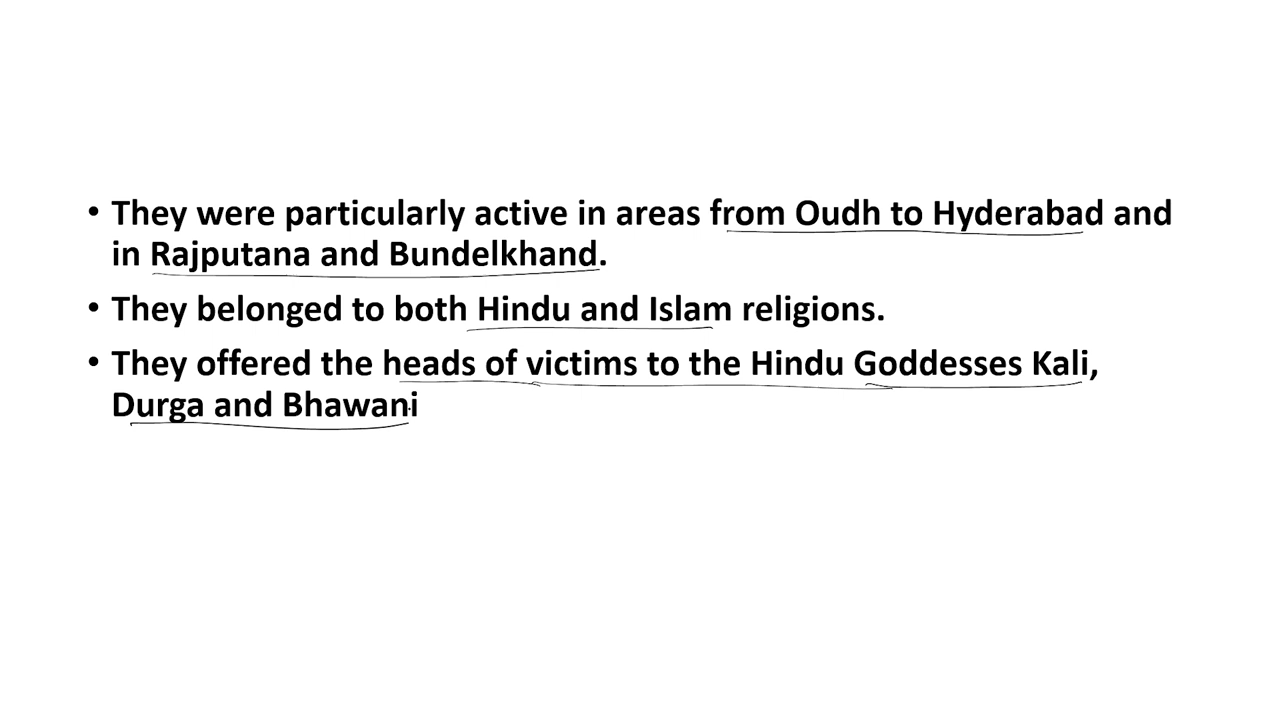 • They were particularly active in areas from Oudh to Hyderabad and
in Rajputana and Bundelkhand.
• They belonged to both Hindu and Islam religions.
• They offered the heads of victims to the Hindu Goddesses Kali,
Durga and Bhawani